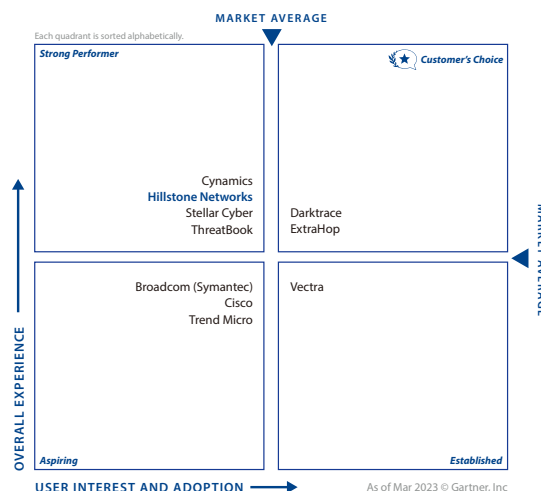 MARKET AVERAGE
Each quadrant is sorted alphabetically.
Strong Performer
Customer's Choice
Cynamics
Hillstone Networks
Stellar Cyber
ThreatBook
Darktrace
ExtraHop
MARKET AVERAGE
Broadcom (Symantec)
Cisco
Trend Micro
Vectra
OVERALL EXPERIENCE
Aspiring
Established
USER INTEREST AND ADOPTION
As of Mar 2023 © Gartner, Inc